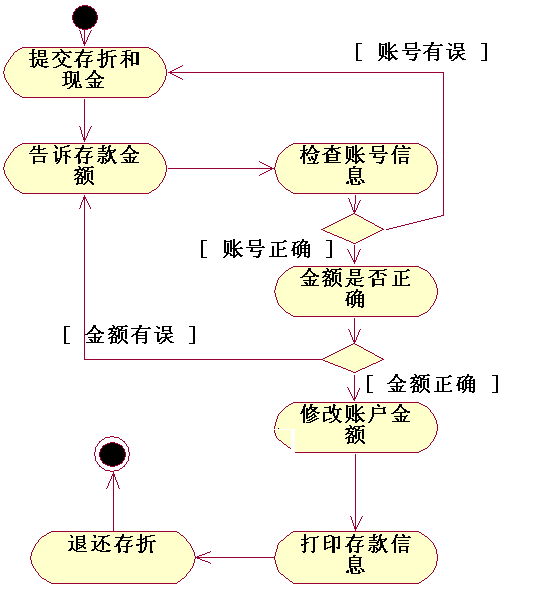 提交存折和
现金
[ 账号有误 ]
告诉存款金
额
检查账号信
息
[ 账号正确 ]
金额是否正
确
[ 金额有误 ]
[ 金额正确 ]
修改账户金
额
退还存折
打印存款信
息